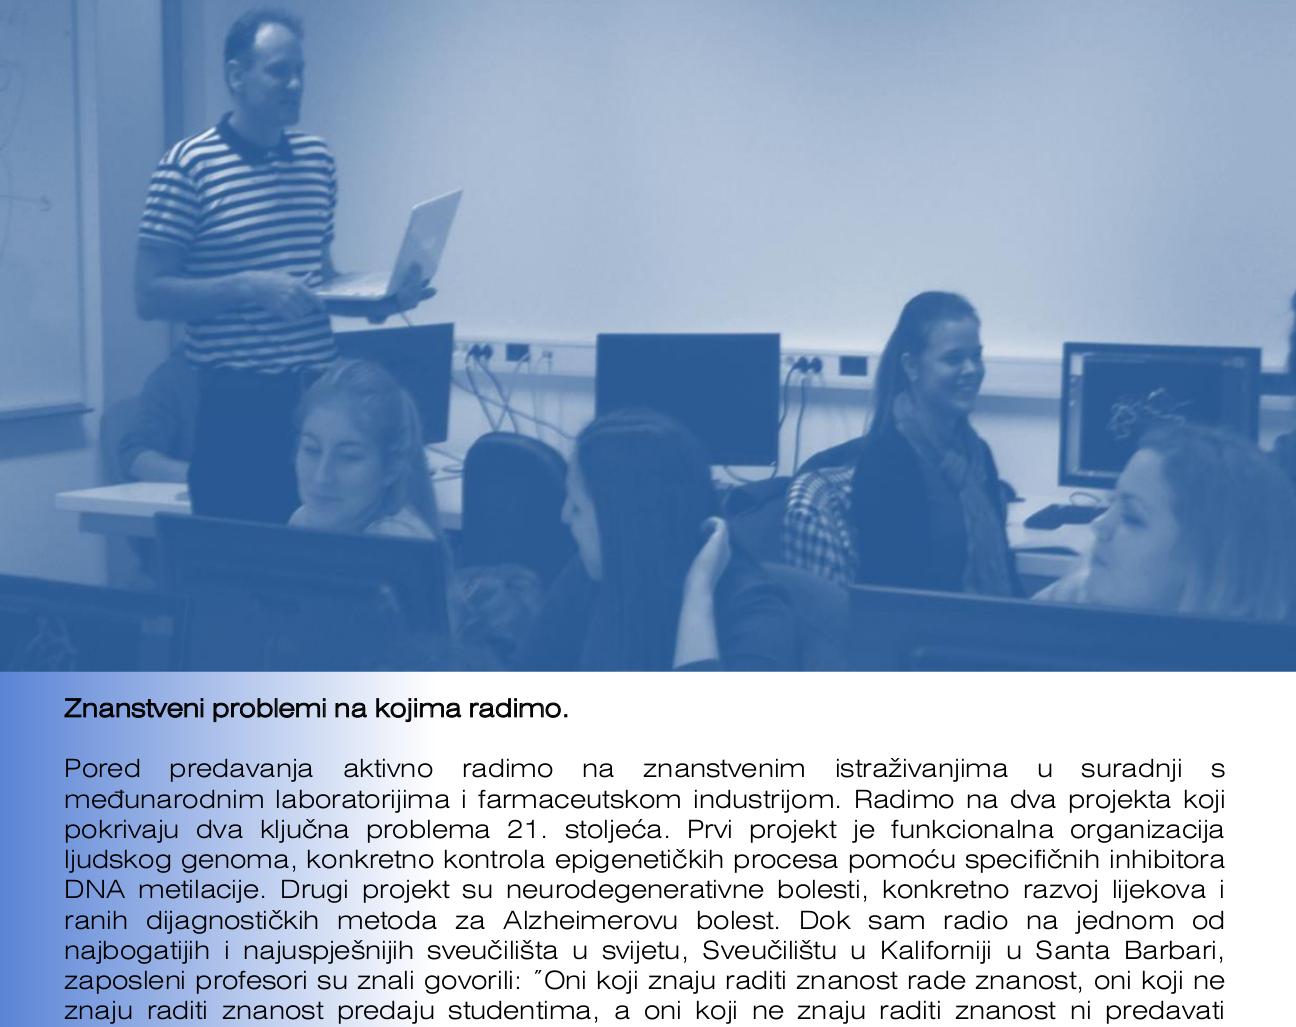 Znanstveni problemi na kojima radimo.
Pored predavanja aktivno radimo na znanstvenim istraživanjima u suradnji s
međunarodnim laboratorijima i farmaceutskom industrijom. Radimo na dva projekta koji
pokrivaju dva ključna problema 21. stoljeća. Prvi projekt je funkcionalna organizacija
ljudskog genoma, konkretno kontrola epigenetičkih procesa pomoću specifičnih inhibitora
DNA metilacije. Drugi projekt su neurodegenerativne bolesti, konkretno razvoj lijekova i
ranih dijagnostičkih metoda za Alzheimerovu bolest. Dok sam radio na jednom od
najbogatijih i najuspješnijih sveučilišta u svijetu, Sveučilištu u Kaliforniji u Santa Barbari,
zaposleni profesori su znali govorili: ˝Oni koji znaju raditi znanost rade znanost, oni koji ne
znaju raditi znanost predaju studentima, a oni koji ne znaju raditi znanost ni predavati